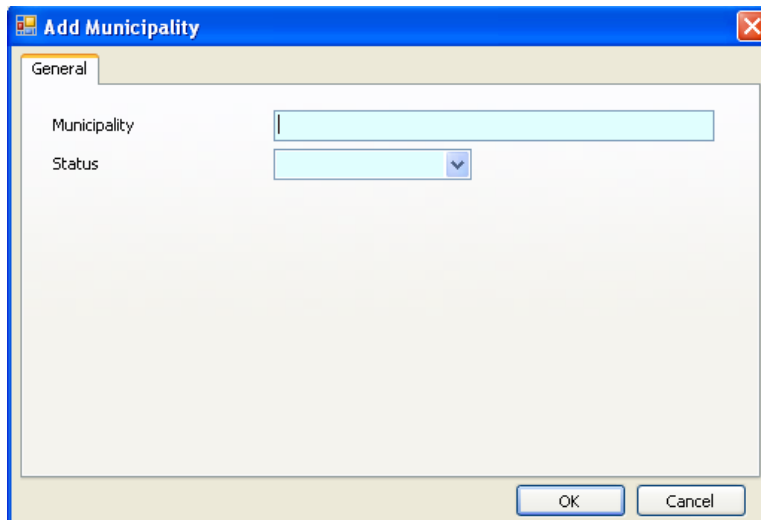 Add Municipality
General
Municipality
Status
OK
Cancel